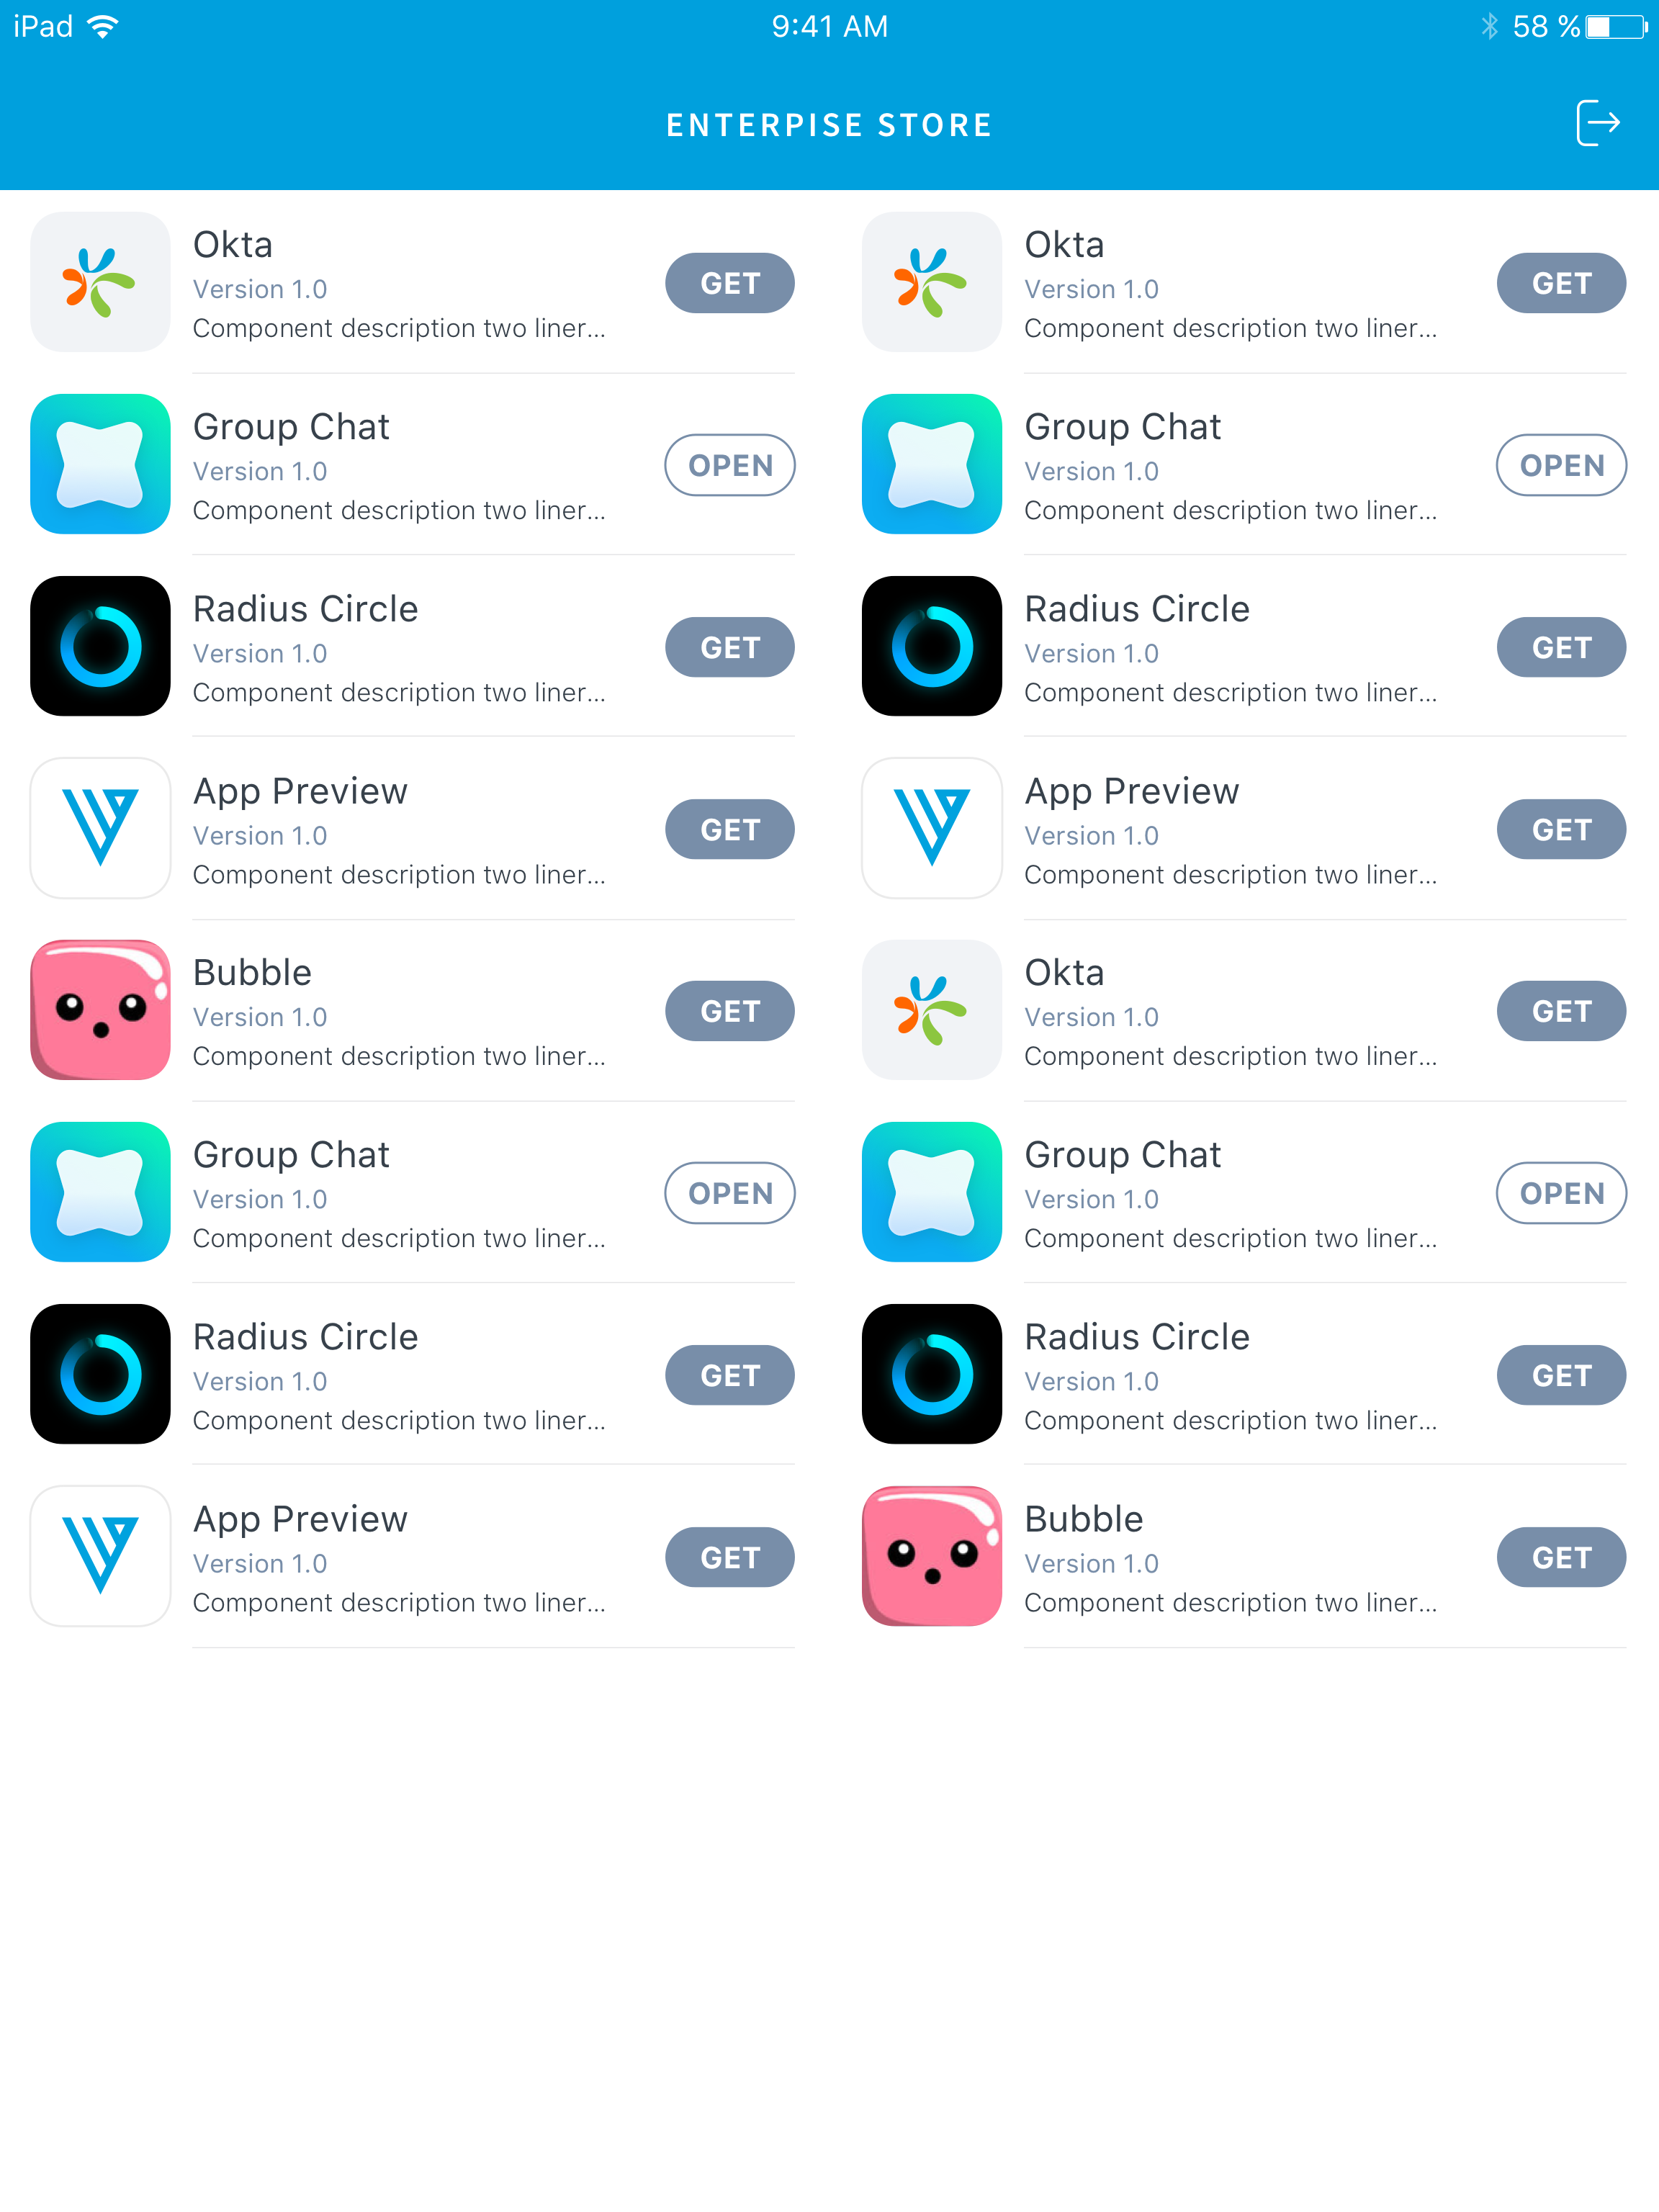 iPad 9:41 AM 58 %
ENTERPISE STORE
Okta
Version 1.0
Component description two liner...
GET
Okta
Version 1.0
Component description two liner...
GET
Group Chat
Version 1.0
Component description two liner...
OPEN
Group Chat
Version 1.0
Component description two liner...
OPEN
Radius Circle
Version 1.0
Component description two liner...
GET
Radius Circle
Version 1.0
Component description two liner...
GET
App Preview
Version 1.0
Component description two liner...
GET
App Preview
Version 1.0
Component description two liner...
GET
Bubble
Version 1.0
Component description two liner...
GET
Okta
Version 1.0
Component description two liner...
GET
Group Chat
Version 1.0
Component description two liner...
OPEN
Group Chat
Version 1.0
Component description two liner...
OPEN
Radius Circle
Version 1.0
Component description two liner...
GET
Radius Circle
Version 1.0
Component description two liner...
GET
App Preview
Version 1.0
Component description two liner...
GET
Bubble
Version 1.0
Component description two liner...
GET